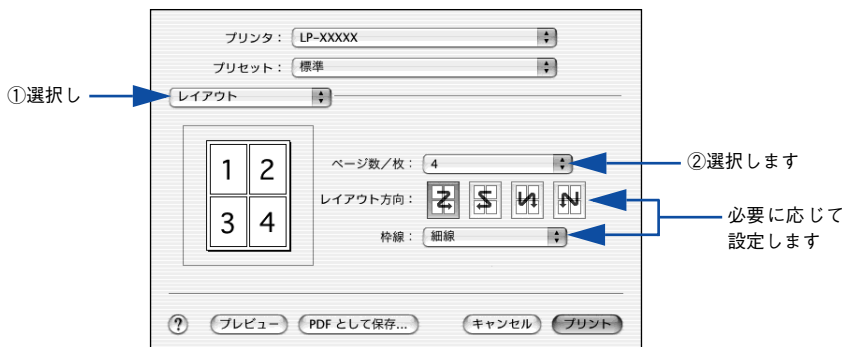 プリンタ： LP-XXXXX
プリセット： 標準
①選択し
レイアウト
1 2
3 4
ページ数／枚： 4
②選択します
レイアウト方向：
必要に応じて
設定します
枠線： 細線
? プレビュー PDF として保存... キャンセル プリント